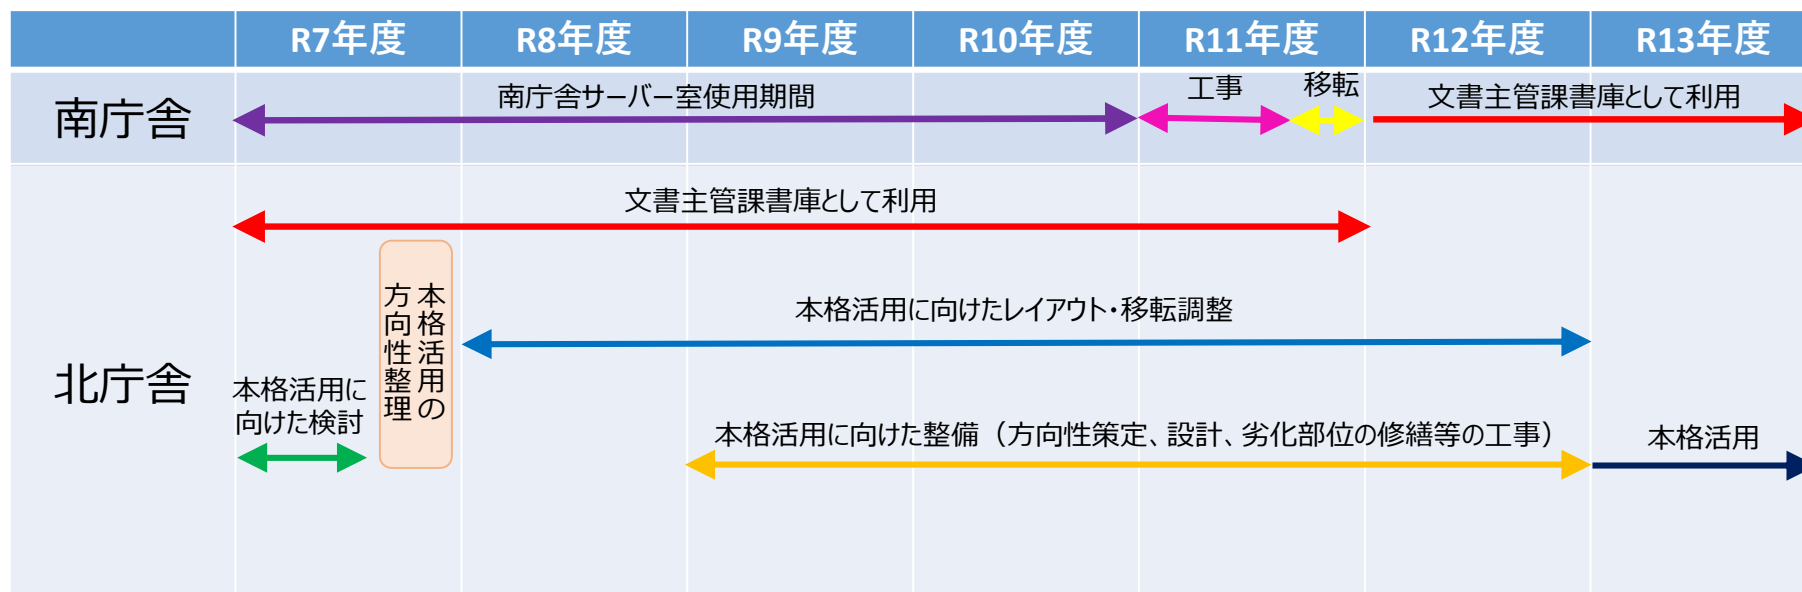 R7年度 R8年度 R9年度 R10年度 R11年度 R12年度 R13年度
南庁舎
南庁舎サーバー室使用期間
工事
移転
文書主管課書庫として利用
北庁舎
文書主管課書庫として利用
本格活用の
方向性整理
本格活用に向けたレイアウト・移転調整
本格活用に
向けた検討
本格活用に向けた整備（方向性策定、設計、劣化部位の修繕等の工事）
本格活用